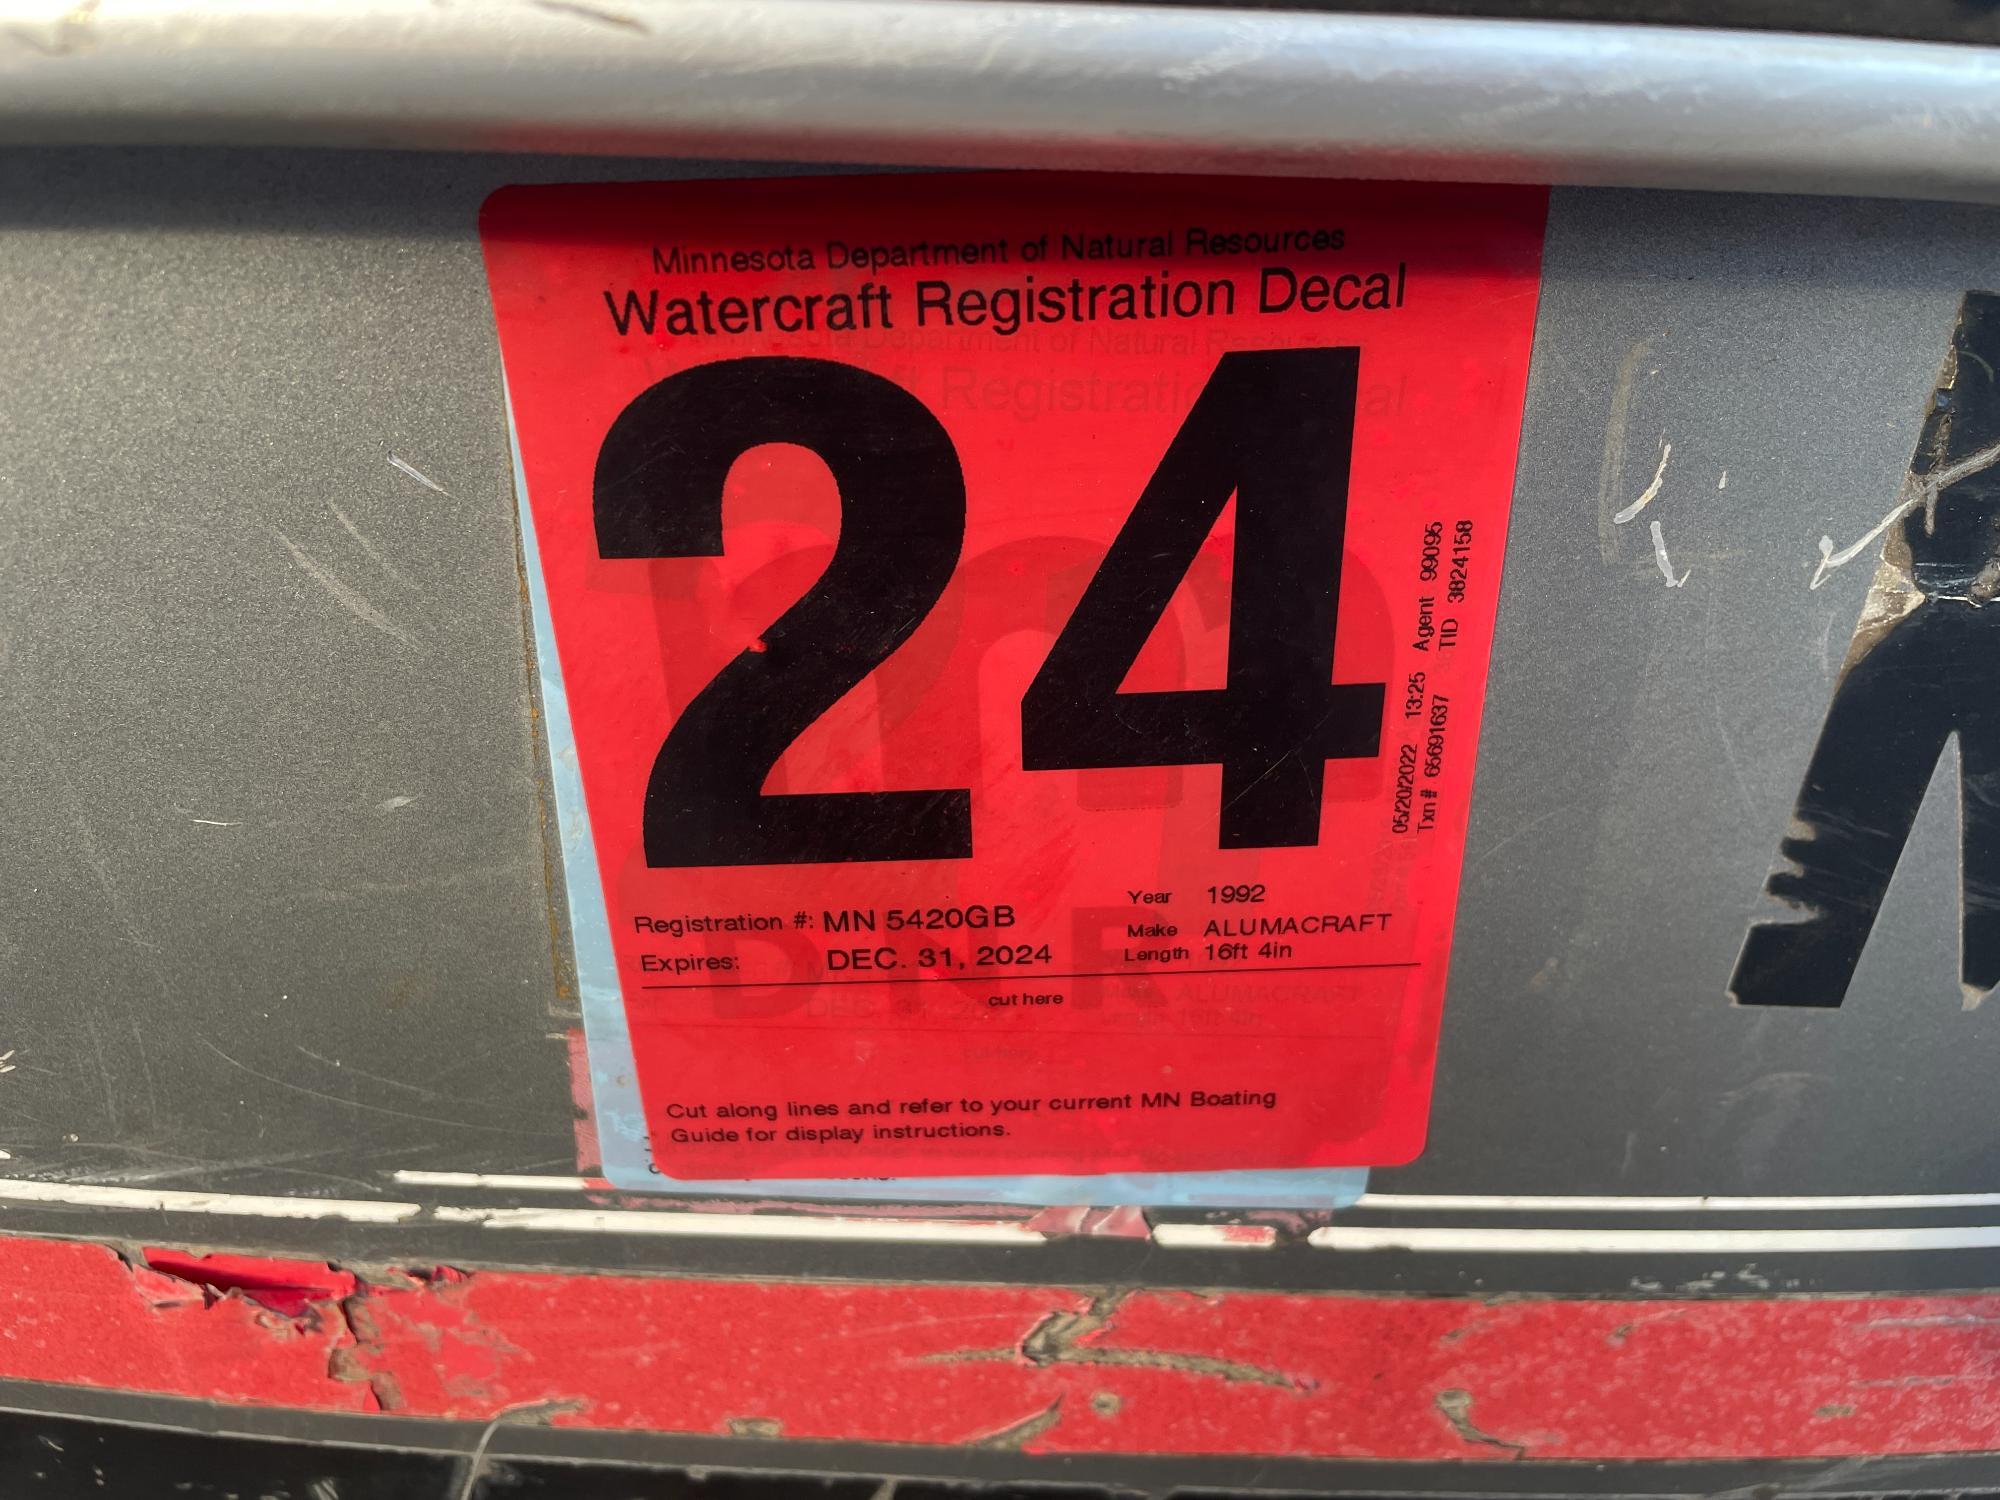 Minnesota Department of Natural Resources
Watercraft Registration Decal
24
05/20/2022 13:25 Agent 99095
Txn # 65691637 TID 3824158
Registration #: MN 5420GB
Expires: DEC. 31, 2024
Year 1992
Make ALUMACRAFT
Length 16ft 4in
cut here
Cut along lines and refer to your current MN Boating
Guide for display instructions.